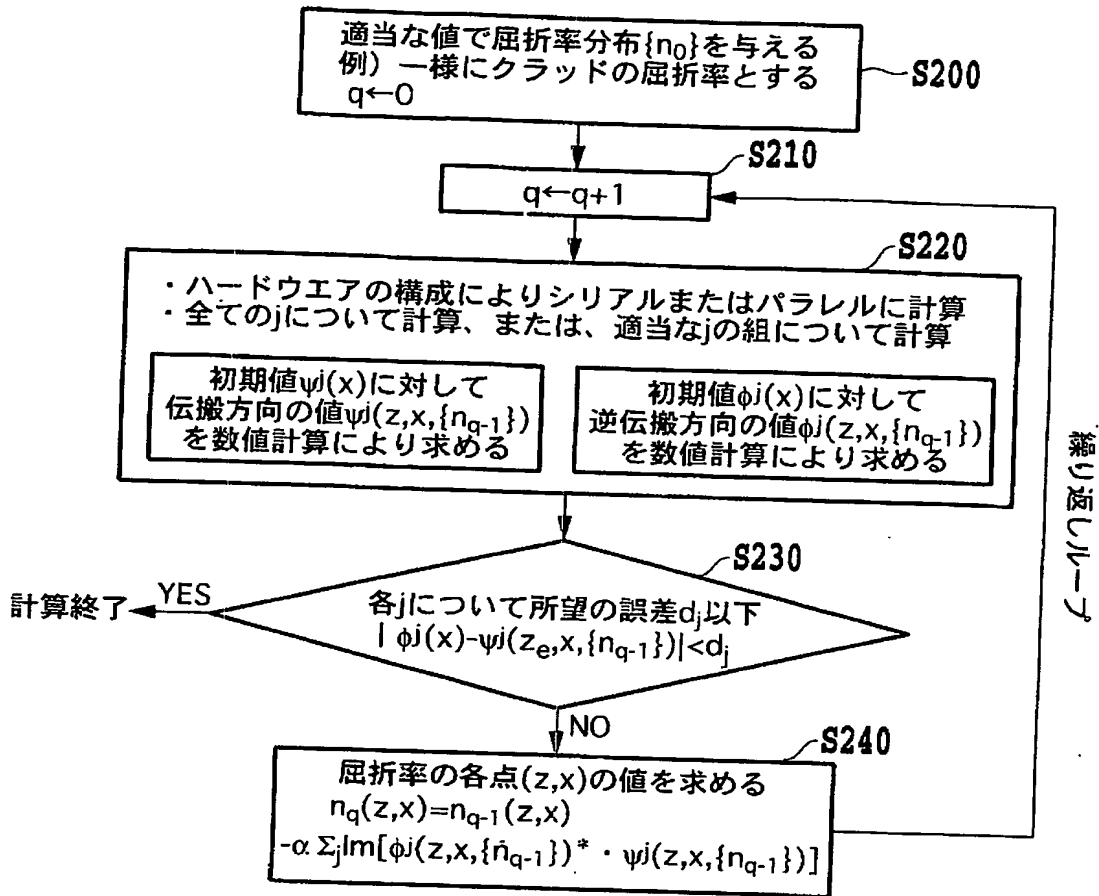 適当な値で屈折率分布{n₀}を与える
例）一様にクラッドの屈折率とする
q←0
S200
S210
q←q+1
S220
・ハードウエアの構成によりシリアルまたはパラレルに計算
・全てのjについて計算、または、適当なjの組について計算
初期値ψʲ(x)に対して
伝搬方向の値ψʲ(z,x,{n_{q-1}})
を数値計算により求める
初期値φʲ(x)に対して
逆伝搬方向の値φʲ(z,x,{n_{q-1}})
を数値計算により求める
繰り返しループ
S230
計算終了
YES
各jについて所望の誤差d_j以下
| φʲ(x)-ψʲ(z_e,x,{n_{q-1}})|<d_j
NO
S240
屈折率の各点(z,x)の値を求める
n_q(z,x)=n_{q-1}(z,x)
-α Σ_jIm[φʲ(z,x,{n̂_{q-1}})*・ψʲ(z,x,{n_{q-1}})]